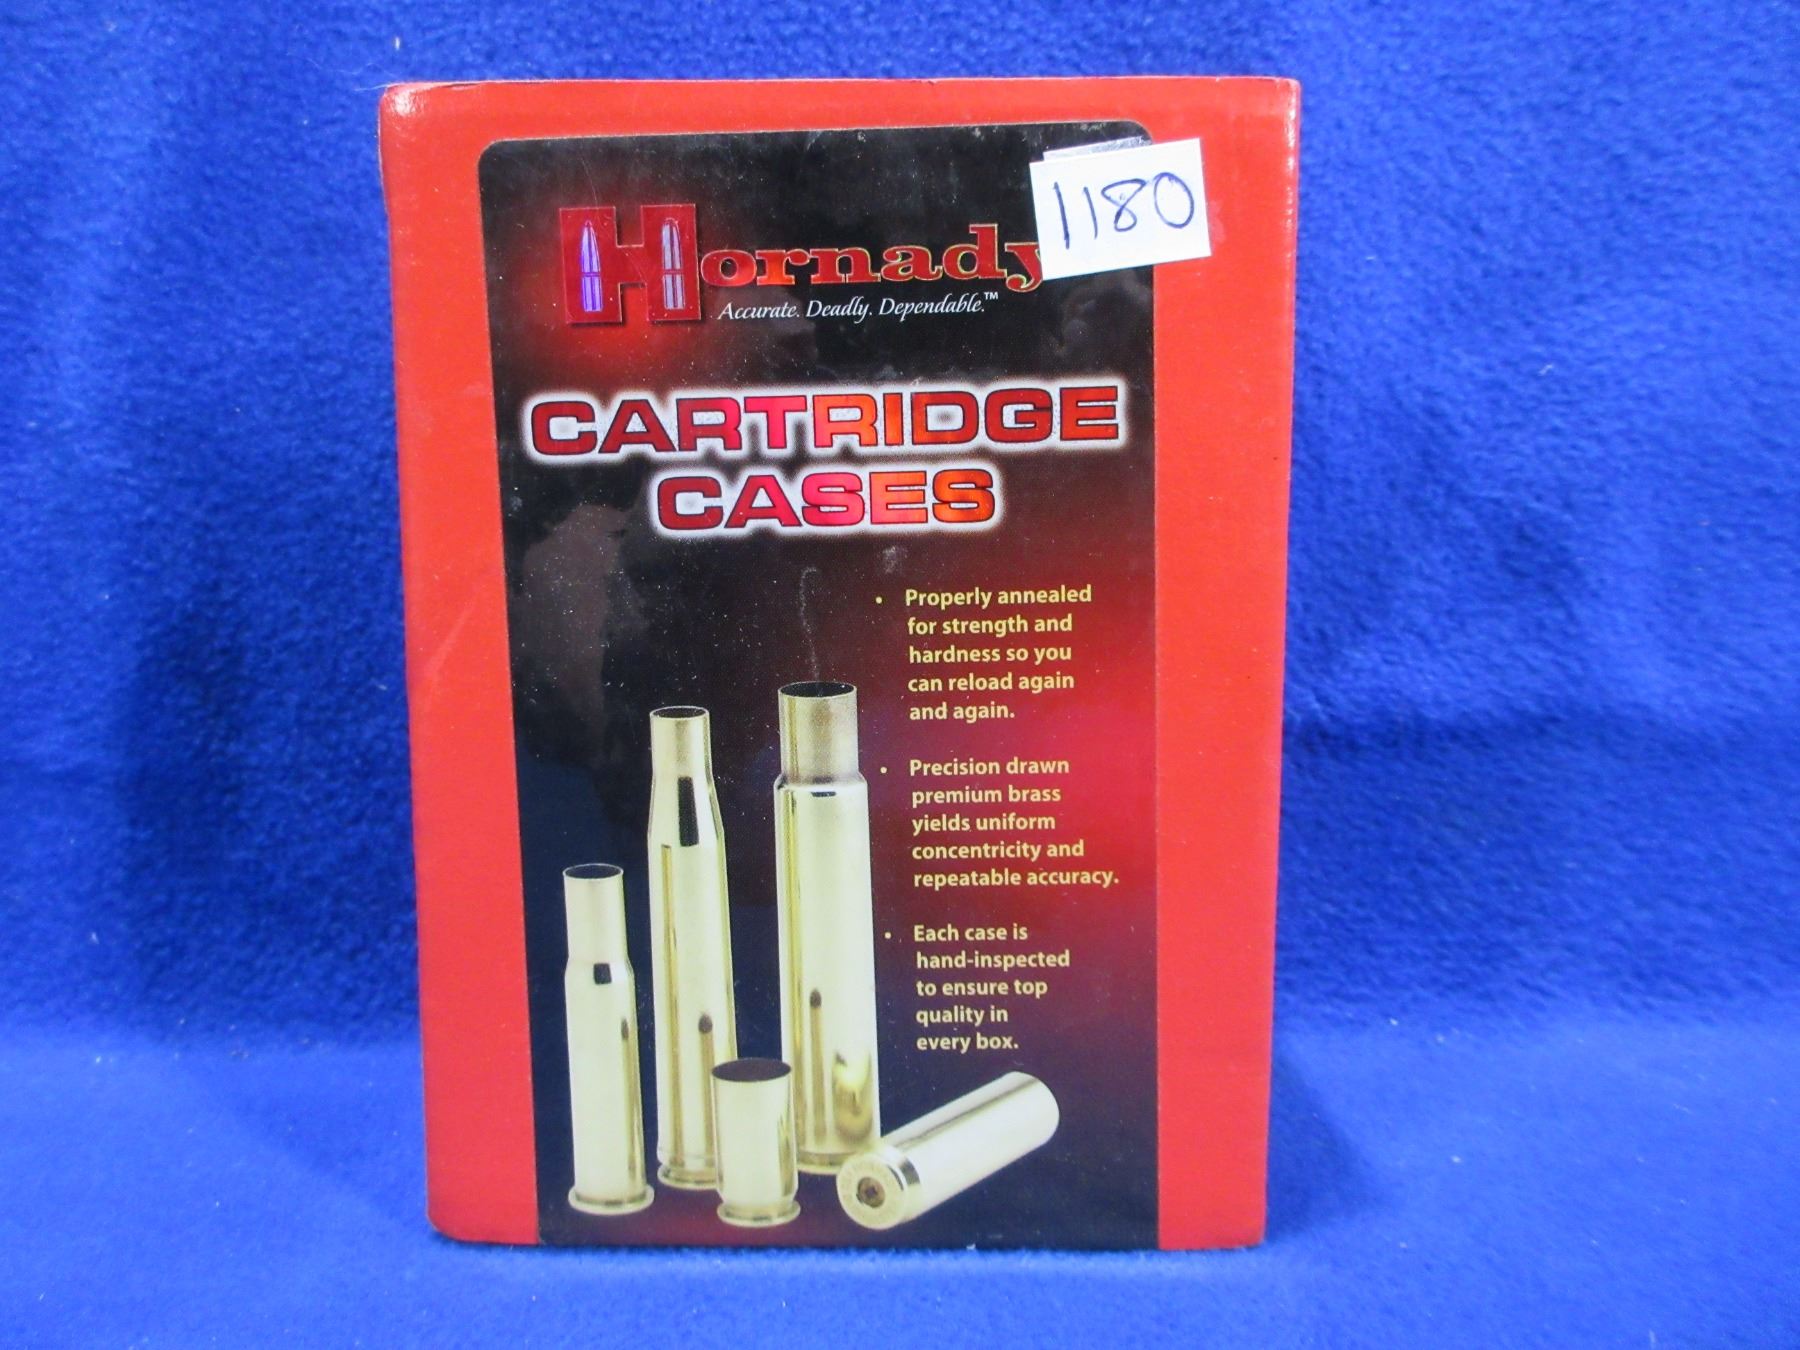 1180
Hornady
Accurate. Deadly. Dependable.™
CARTRIDGE
CASES
• Properly annealed
for strength and
hardness so you
can reload again
and again.
• Precision drawn
premium brass
yields uniform
concentricity and
repeatable accuracy.
• Each case is
hand-inspected
to ensure top
quality in
every box.